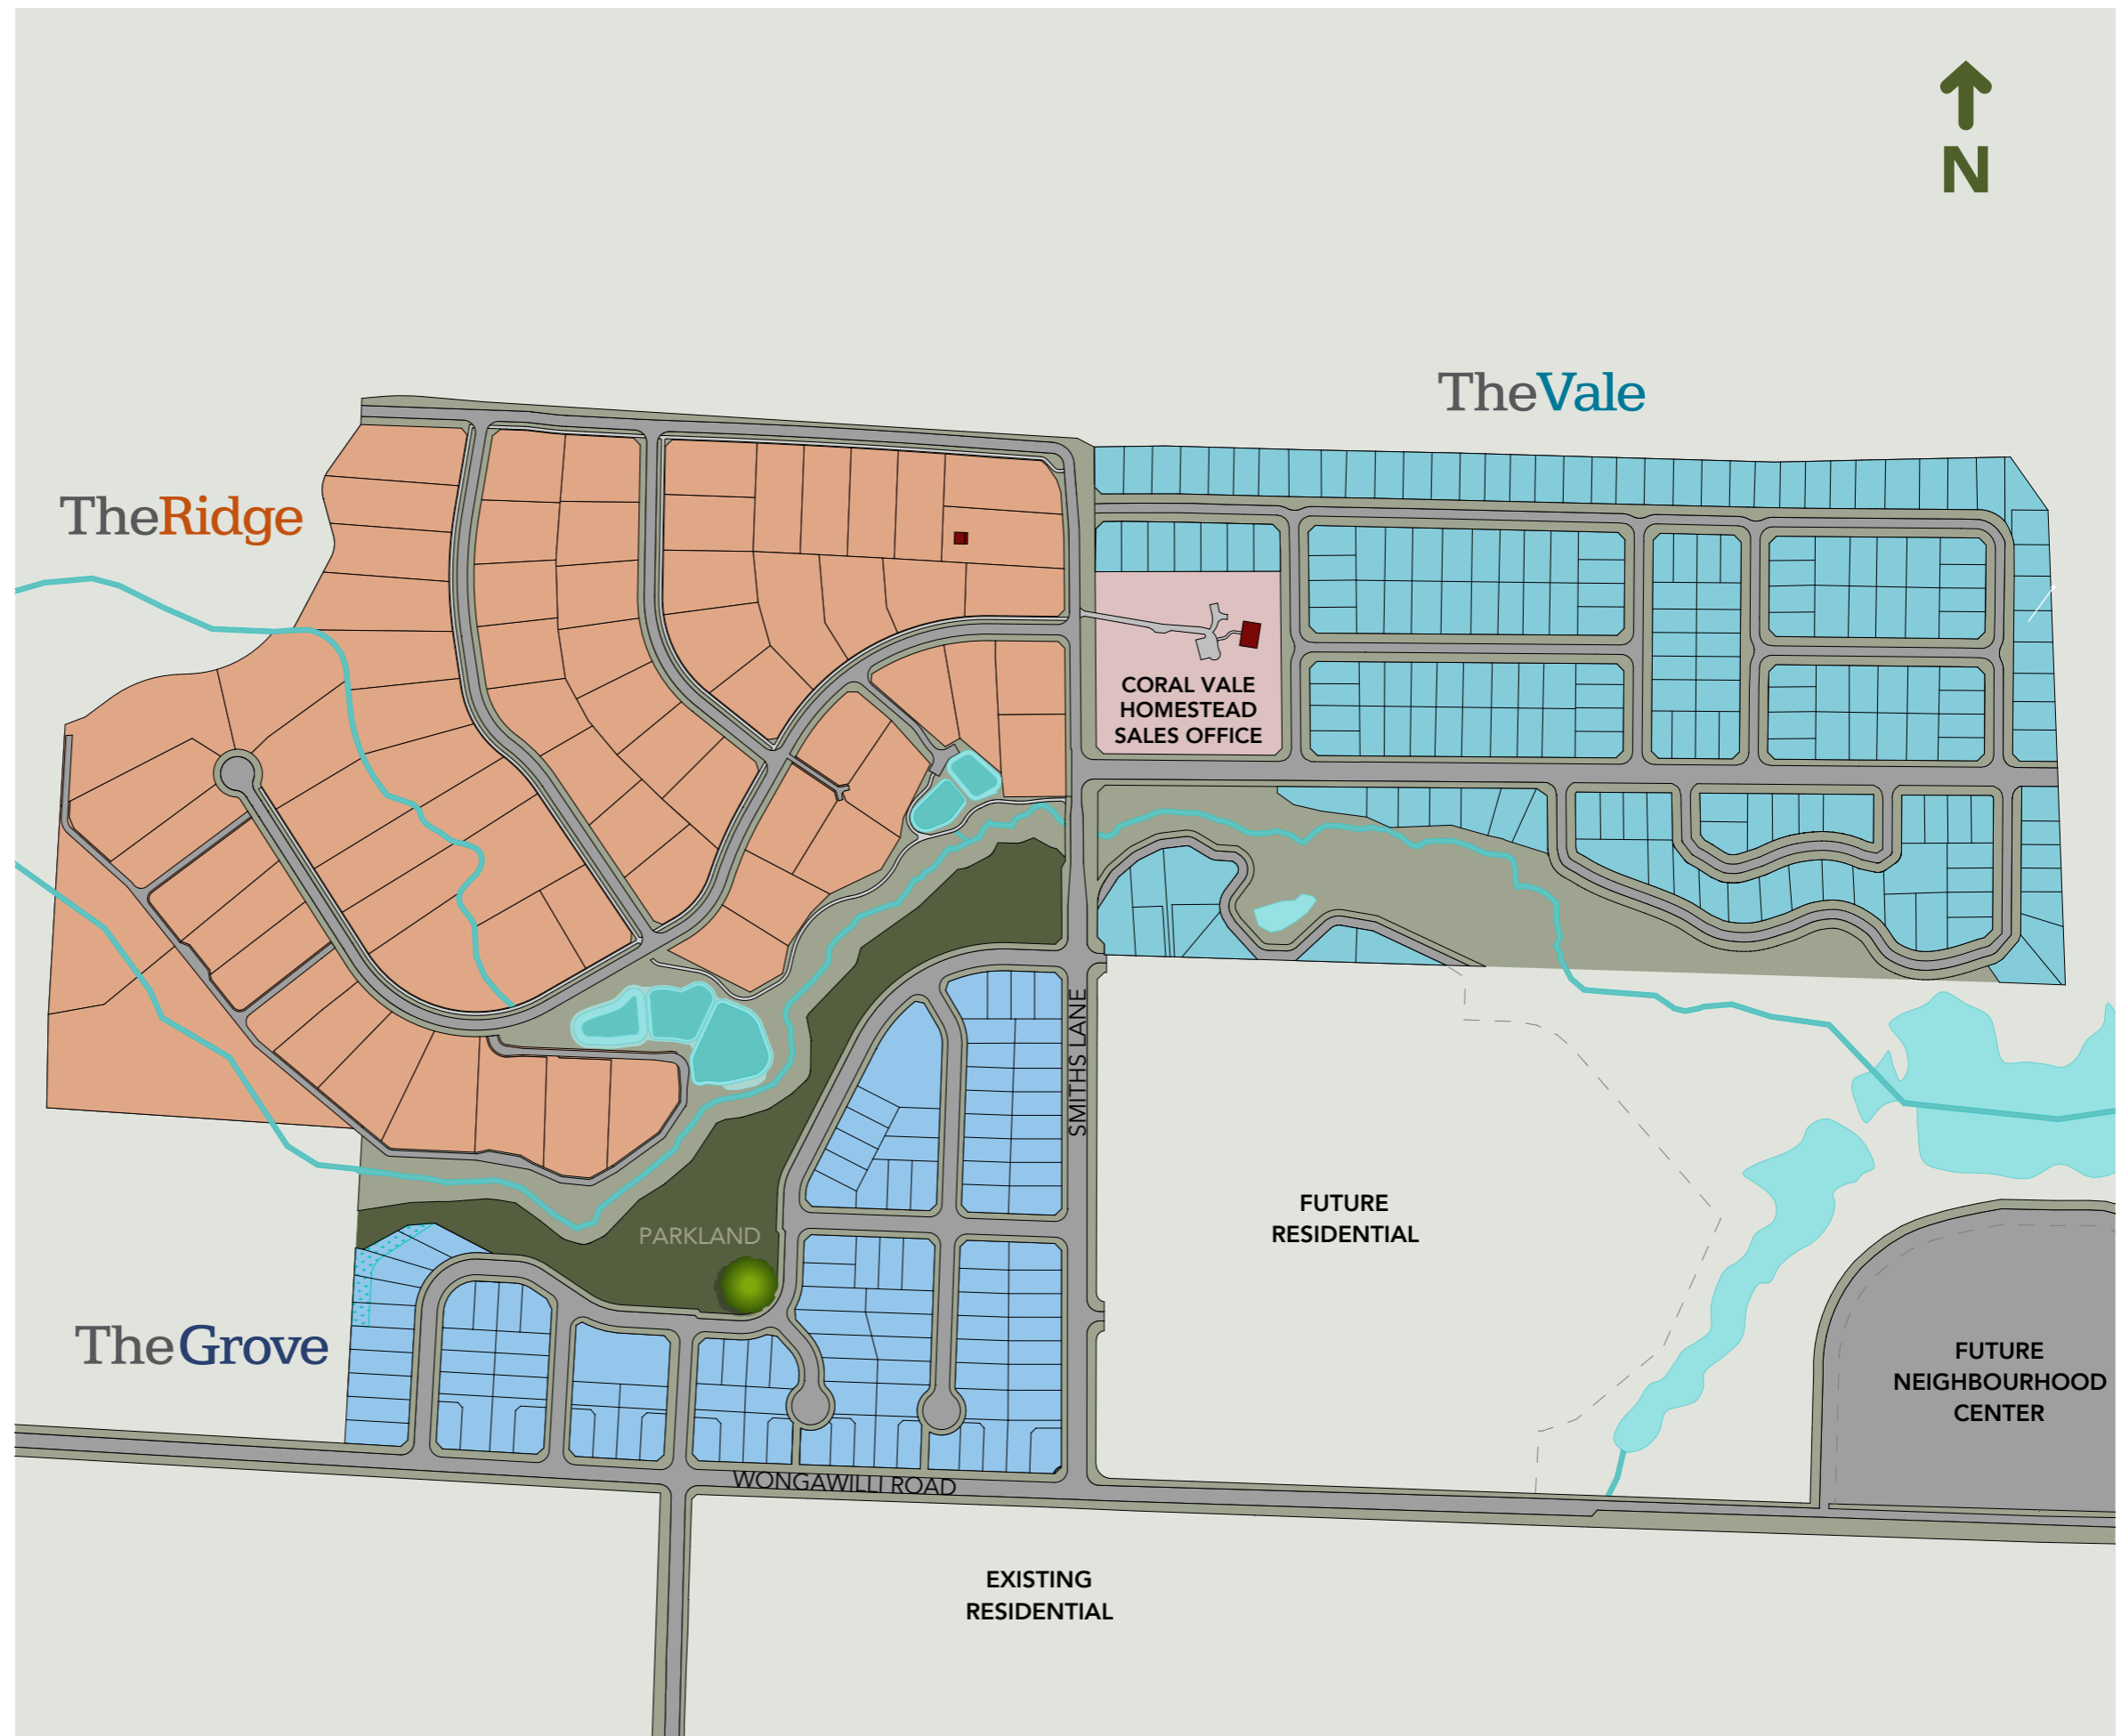 N
TheVale
TheRidge
CORAL VALE
HOMESTEAD
SALES OFFICE
SMITHS LANE
FUTURE
RESIDENTIAL
PARKLAND
TheGrove
FUTURE
NEIGHBOURHOOD
CENTER
WONGAWILLI ROAD
EXISTING
RESIDENTIAL